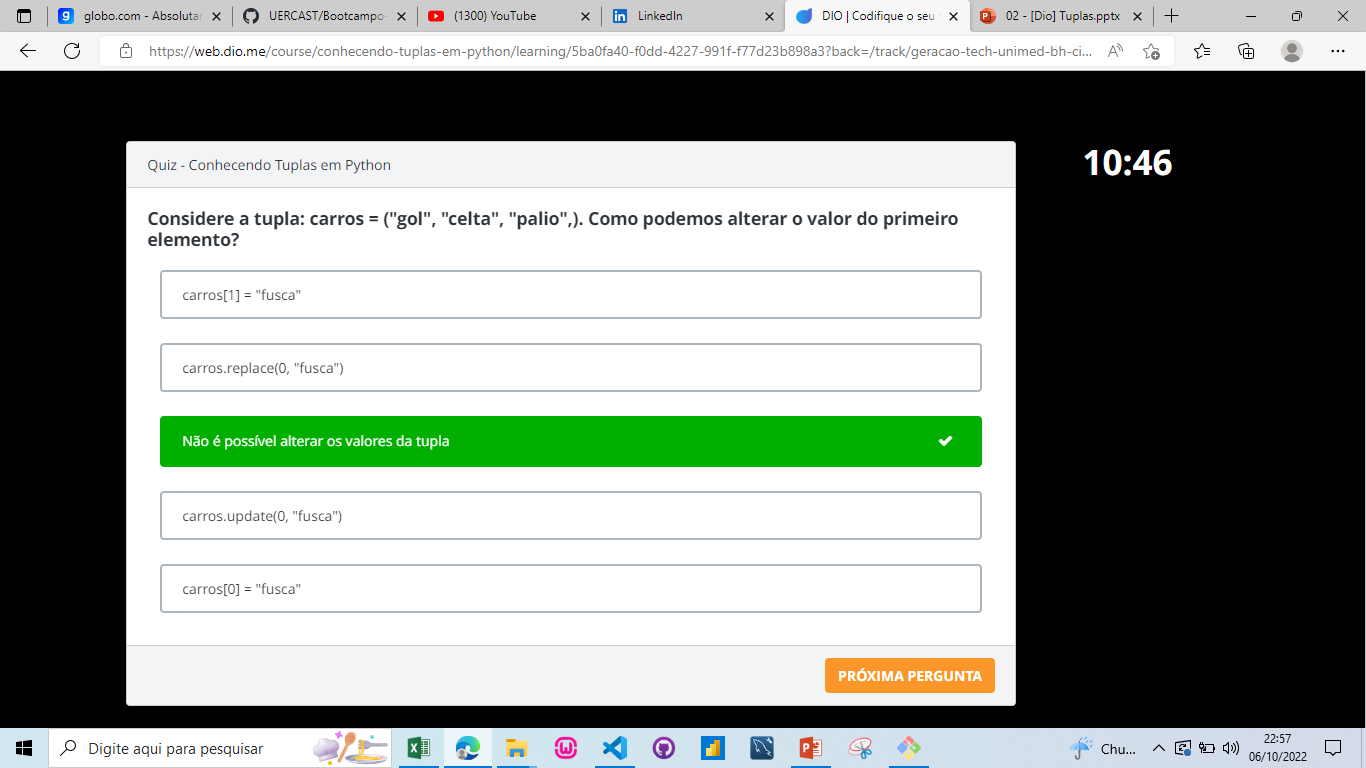 globo.com - Absolutar
UERCAST/Bootcampo-
(1300) YouTube
LinkedIn
DIO | Codifique o seu
02 - [Dio] Tuplas.pptx
https://web.dio.me/course/conhecendo-tuplas-em-python/learning/5ba0fa40-f0dd-4227-991f-f77d23b898a3?back=/track/geracao-tech-unimed-bh-ci...
Quiz - Conhecendo Tuplas em Python
10:46
Considere a tupla: carros = ("gol", "celta", "palio",). Como podemos alterar o valor do primeiro
elemento?
carros[1] = "fusca"
carros.replace(0, "fusca")
Não é possível alterar os valores da tupla
carros.update(0, "fusca")
carros[0] = "fusca"
PRÓXIMA PERGUNTA
Digite aqui para pesquisar
Chu...
22:57
06/10/2022